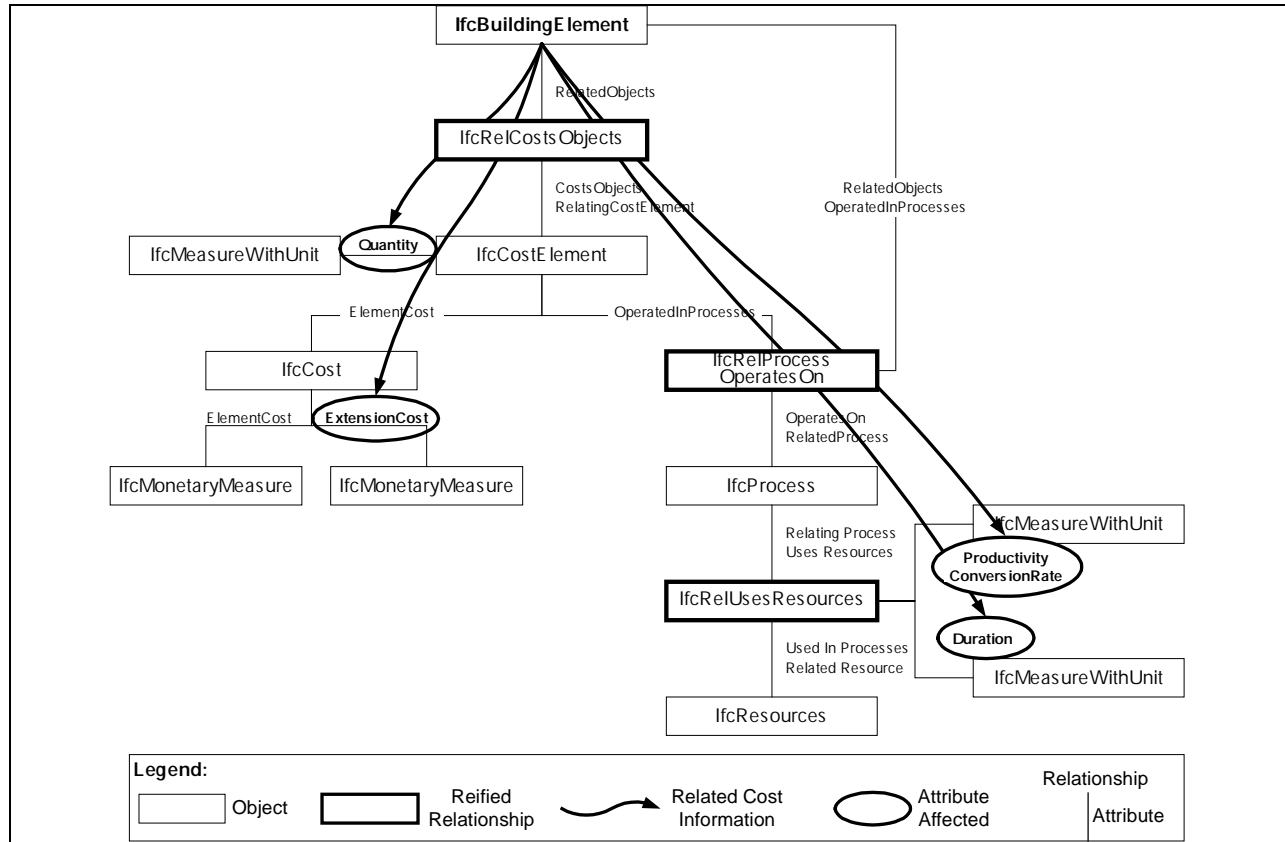 IfcBuildingElement
RelatedObjects
IfcRelCostsObjects
CostsObjects
RelatingCostElement
RelatedObjects
OperatedInProcesses
IfcMeasureWithUnit
Quantity
IfcCostElement
ElementCost
OperatedInProcesses
IfcCost
IfcRelProcess
OperatesOn
ElementCost
ExtensionCost
OperatesOn
RelatedProcess
IfcMonetaryMeasure
IfcMonetaryMeasure
IfcProcess
IfcMeasureWithUnit
Relating Process
Uses Resources
Productivity
ConversionRate
IfcRelUsesResources
Used In Processes
Related Resource
Duration
IfcMeasureWithUnit
IfcResources
Legend:
Object
Reified
Relationship
Related Cost
Information
Attribute
Affected
Relationship
Attribute